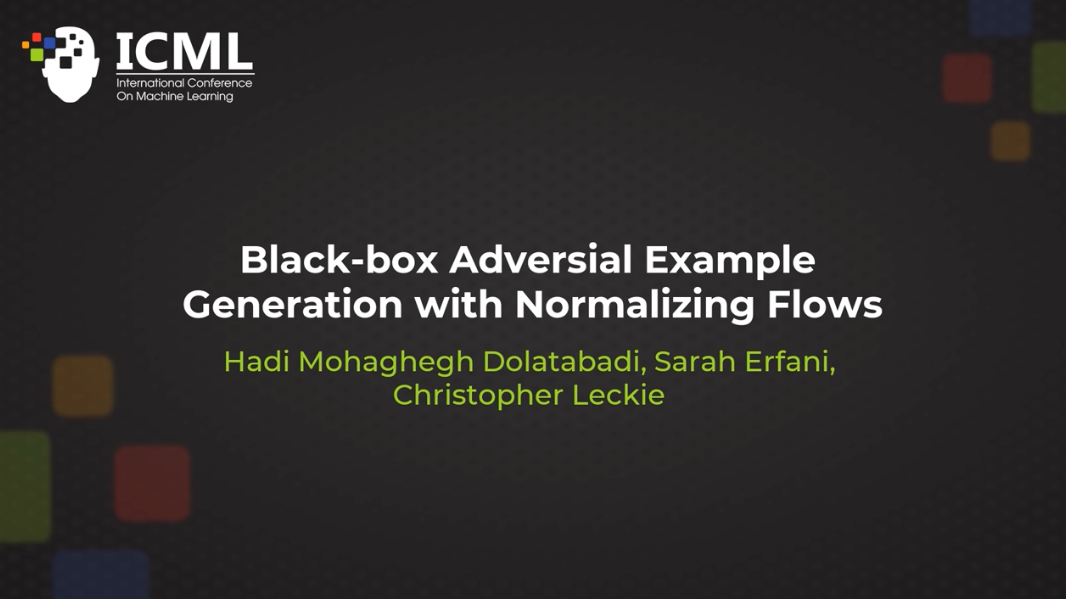 ICML
International Conference
On Machine Learning
Black-box Adversial Example
Generation with Normalizing Flows
Hadi Mohaghegh Dolatabadi, Sarah Erfani,
Christopher Leckie